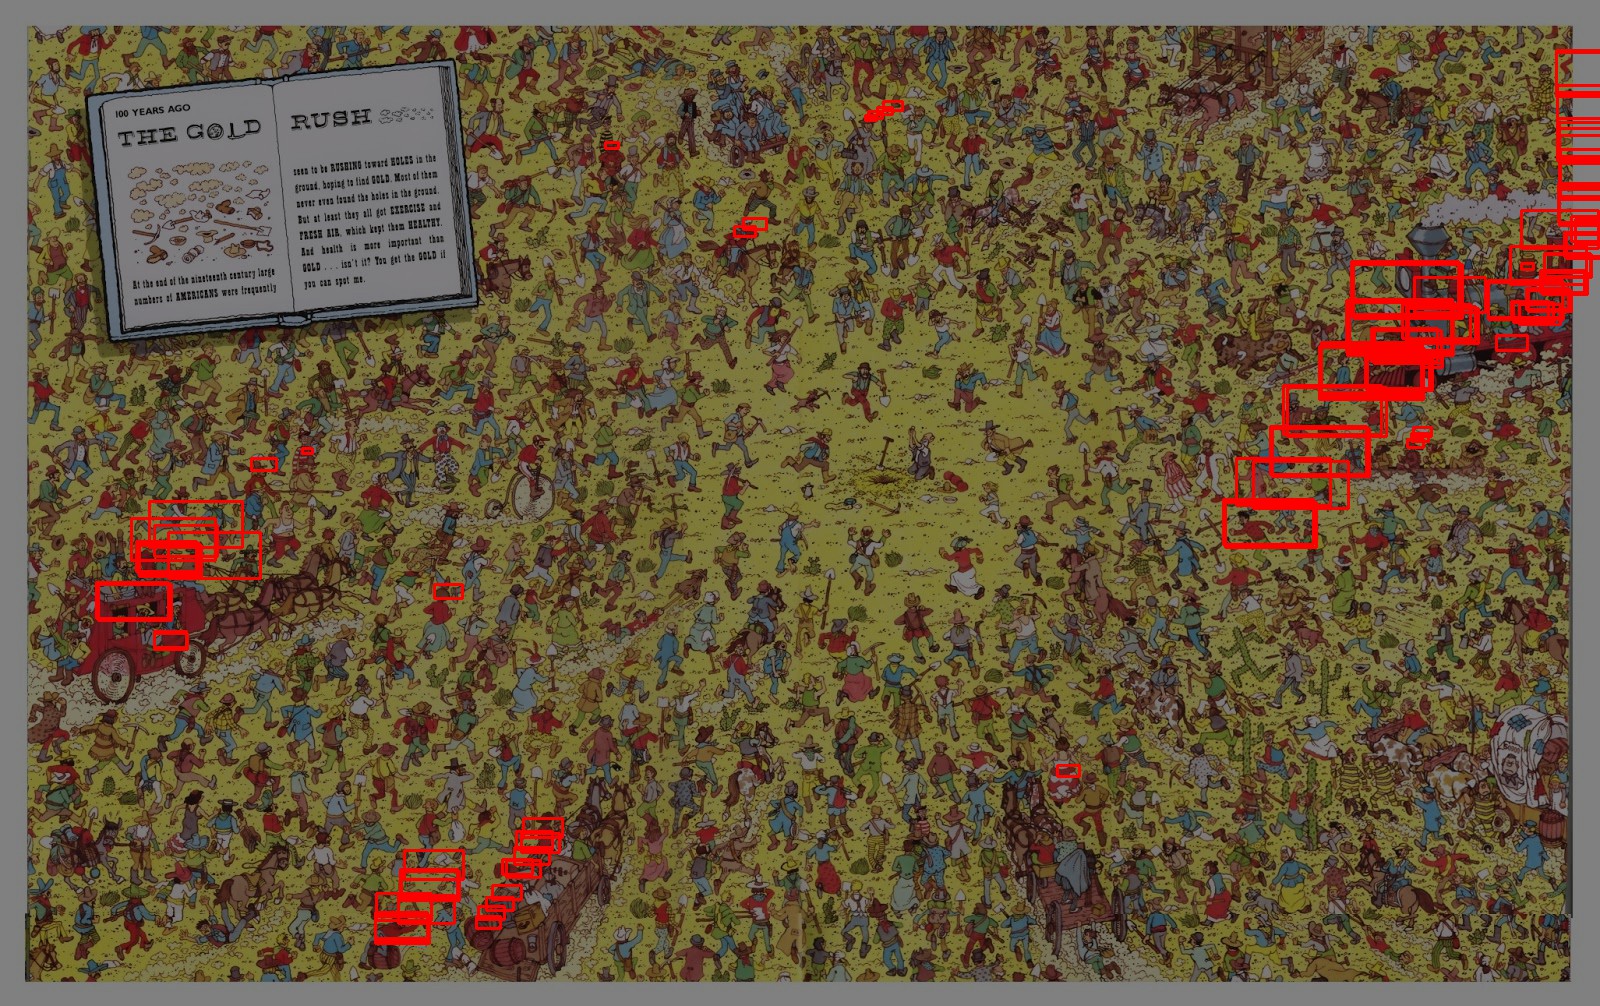 100 YEARS AGO
THE GOLD
At the end of the nineteenth century large
numbers of AMERICANS were frequently
RUSH
seen to be RUSHING toward HOLES in the
ground, hoping to find GOLD. Most of them
never even found the holes in the ground.
But at least they all got EXERCISE and
FRESH AIR, which kept them HEALTHY.
And health is more important than
GOLD . . . isn't it? You get the GOLD if
you can spot me.